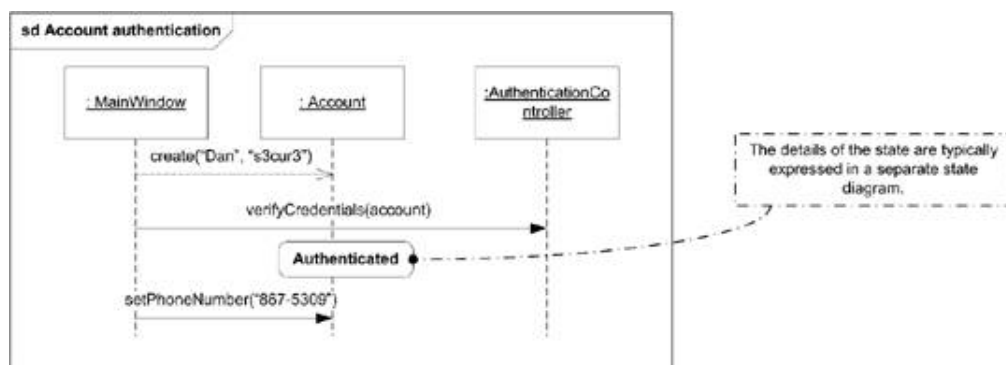 sd Account authentication
: MainWindow
: Account
:AuthenticationCo
ntroller
create("Dan", "s3cur3")
The details of the state are typically
expressed in a separate state
diagram.
verifyCredentials(account)
Authenticated
setPhoneNumber("867-5309")